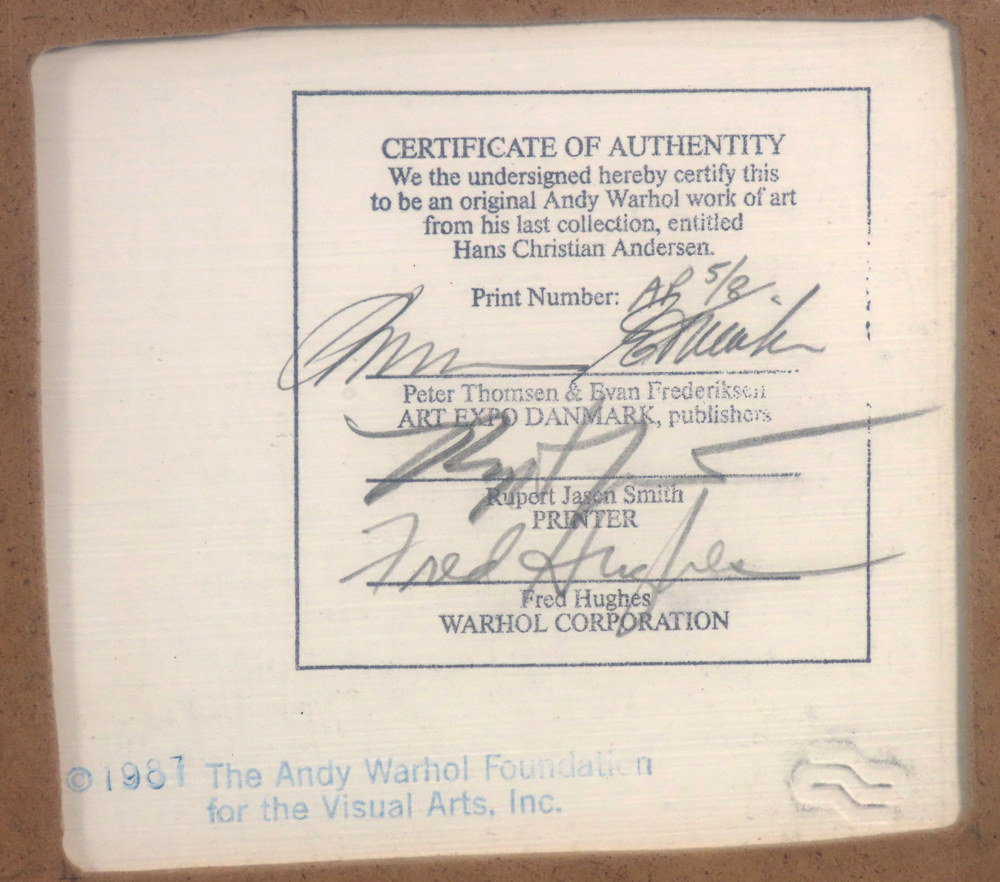 CERTIFICATE OF AUTHENTITY
We the undersigned hereby certify this
to be an original Andy Warhol work of art
from his last collection, entitled
Hans Christian Andersen.
Print Number: AP 5/8
Peter Thomsen & Evan Frederiksen
ART EXPO DANMARK, publishers
Rupert Jasen Smith
PRINTER
Fred Hughes
Fred Hughes
WARHOL CORPORATION
© 1987 The Andy Warhol Foundation
for the Visual Arts, Inc.